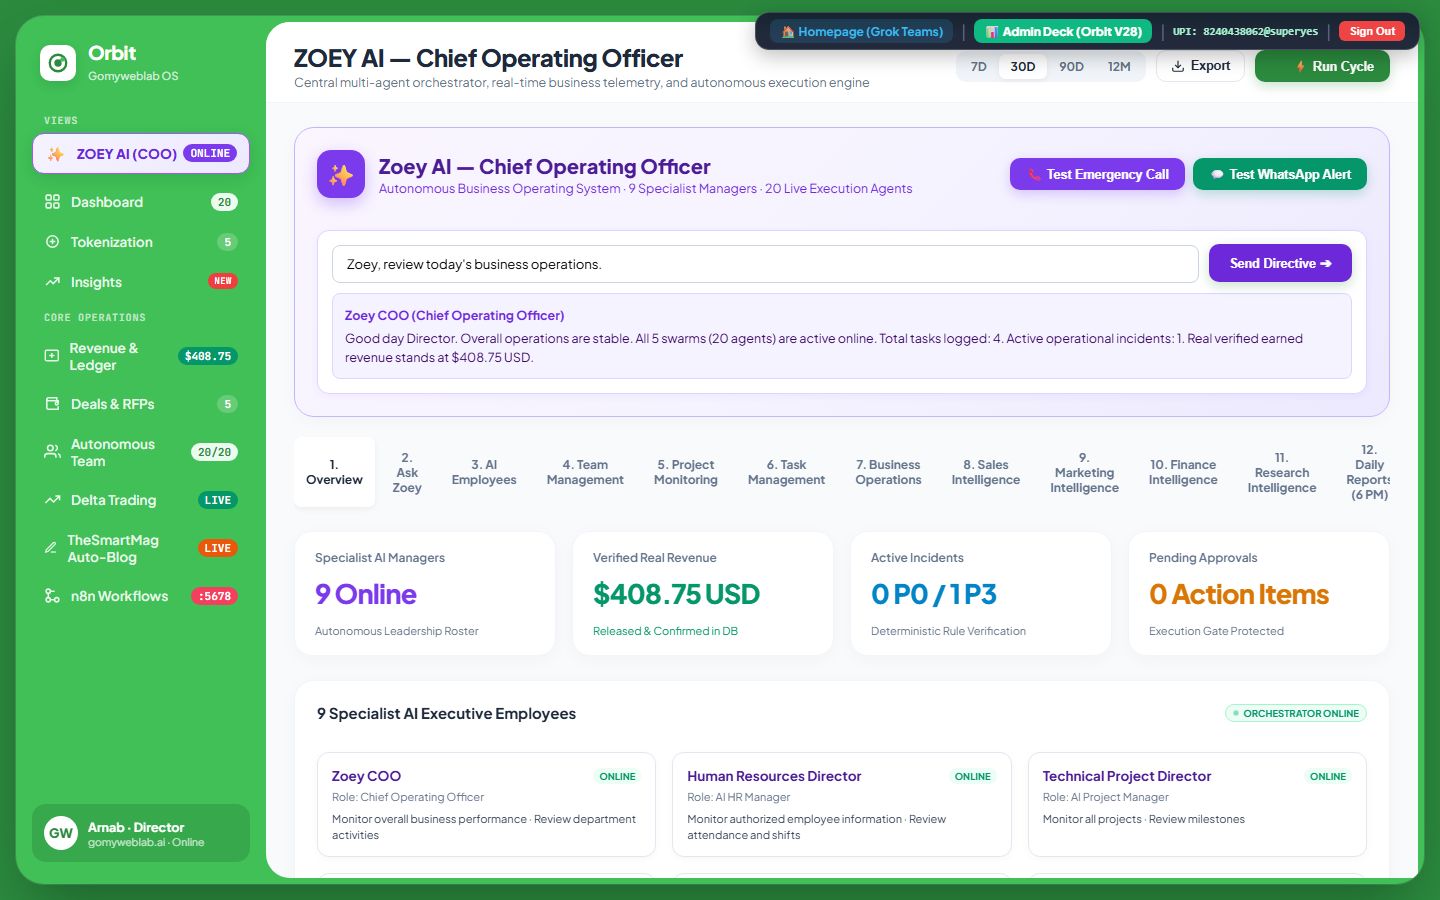 Orbit
Gomyweblab OS
VIEWS
ZOEY AI (COO) ONLINE
Dashboard 20
Tokenization 5
Insights NEW
CORE OPERATIONS
Revenue &
Ledger
$408.75
Deals & RFPs 5
Autonomous
Team
20/20
Delta Trading LIVE
TheSmartMag
Auto-Blog
LIVE
n8n Workflows :5678
GW
Arnab · Director
gomyweblab.ai · Online
Homepage (Grok Teams) | Admin Deck (Orbit V28) | UPI: 8240438062@superyes | Sign Out
ZOEY AI — Chief Operating Officer
Central multi-agent orchestrator, real-time business telemetry, and autonomous execution engine
7D 30D 90D 12M Export Run Cycle
Zoey AI — Chief Operating Officer
Autonomous Business Operating System · 9 Specialist Managers · 20 Live Execution Agents
Test Emergency Call Test WhatsApp Alert
Zoey, review today's business operations.
Send Directive ➔
Zoey COO (Chief Operating Officer)
Good day Director. Overall operations are stable. All 5 swarms (20 agents) are active online. Total tasks logged: 4. Active operational incidents: 1. Real verified earned
revenue stands at $408.75 USD.
1.
Overview
2.
Ask
Zoey
3. AI
Employees
4. Team
Management
5. Project
Monitoring
6. Task
Management
7. Business
Operations
8. Sales
Intelligence
9.
Marketing
Intelligence
10. Finance
Intelligence
11.
Research
Intelligence
12.
Daily
Reports
(6 PM)
Specialist AI Managers
9 Online
Autonomous Leadership Roster
Verified Real Revenue
$408.75 USD
Released & Confirmed in DB
Active Incidents
0 P0 / 1 P3
Deterministic Rule Verification
Pending Approvals
0 Action Items
Execution Gate Protected
9 Specialist AI Executive Employees
ORCHESTRATOR ONLINE
Zoey COO ONLINE
Role: Chief Operating Officer
Monitor overall business performance · Review department
activities
Human Resources Director ONLINE
Role: AI HR Manager
Monitor authorized employee information · Review
attendance and shifts
Technical Project Director ONLINE
Role: AI Project Manager
Monitor all projects · Review milestones